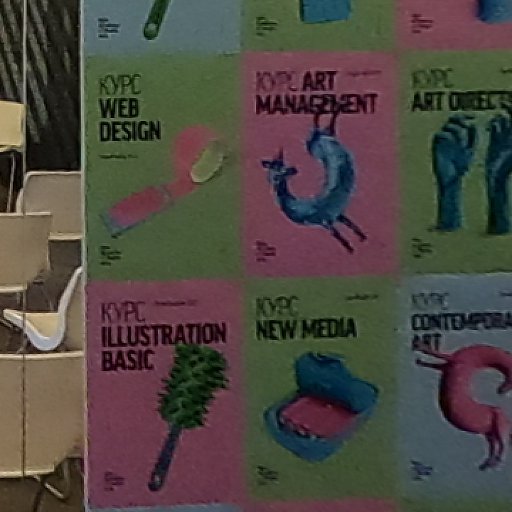 КУРС
WEB
DESIGN
КУРС ART
MANAGEMENT
КУРС
ART DIRECT
КУРС
ILLUSTRATION
BASIC
КУРС
NEW MEDIA
КУРС
CONTEMPORA
ART